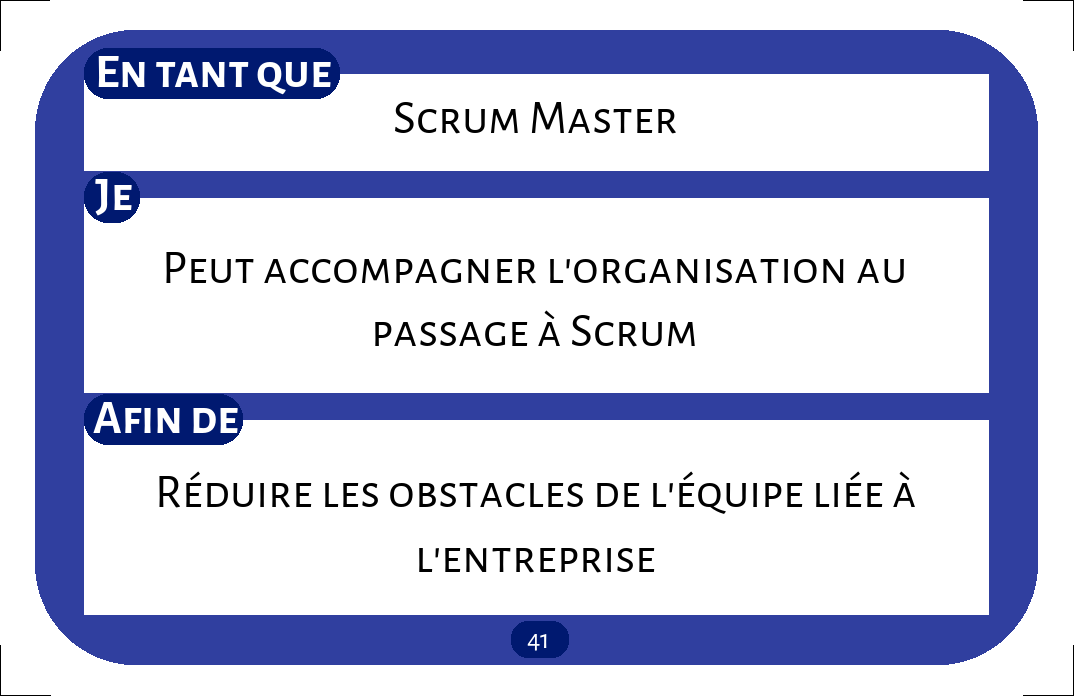 En tant que
Scrum Master
Je
Peut accompagner l'organisation au
passage à Scrum
Afin de
Réduire les obstacles de l'équipe liée à
l'entreprise
41